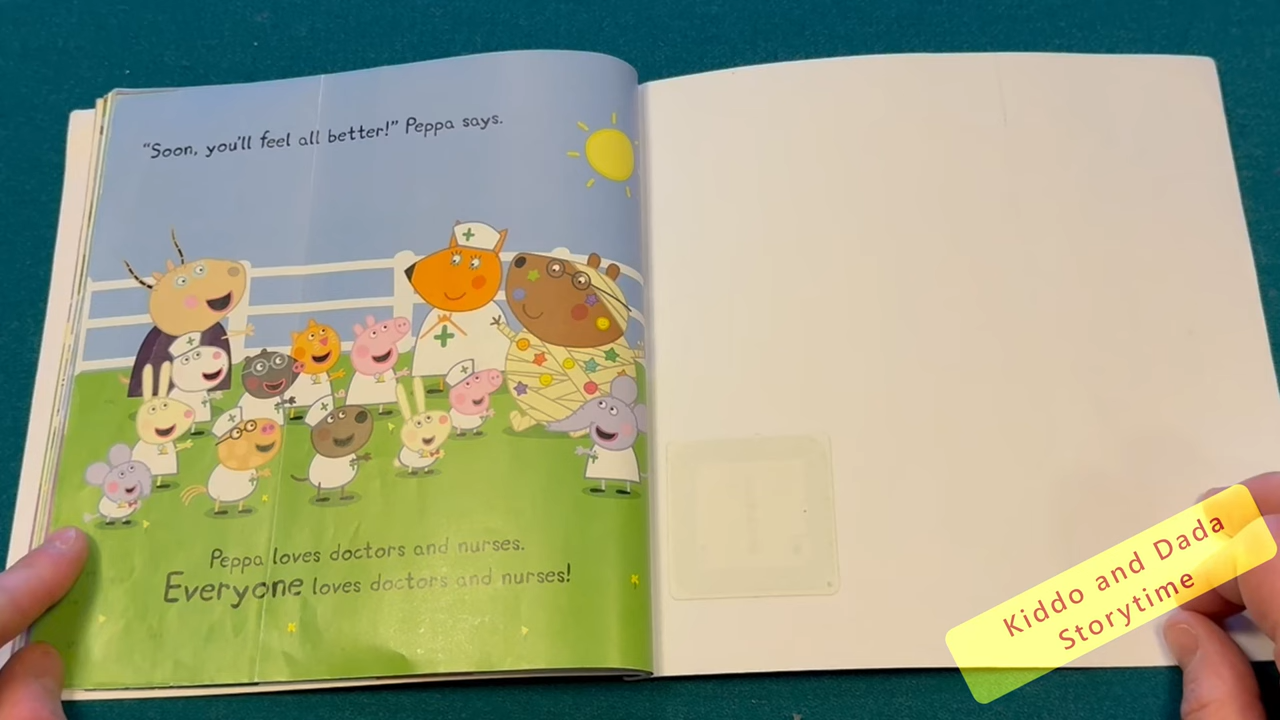 "Soon, you'll feel all better!" Peppa says.
Peppa loves doctors and nurses.
Everyone loves doctors and nurses!
Kiddo and Dada
Storytime